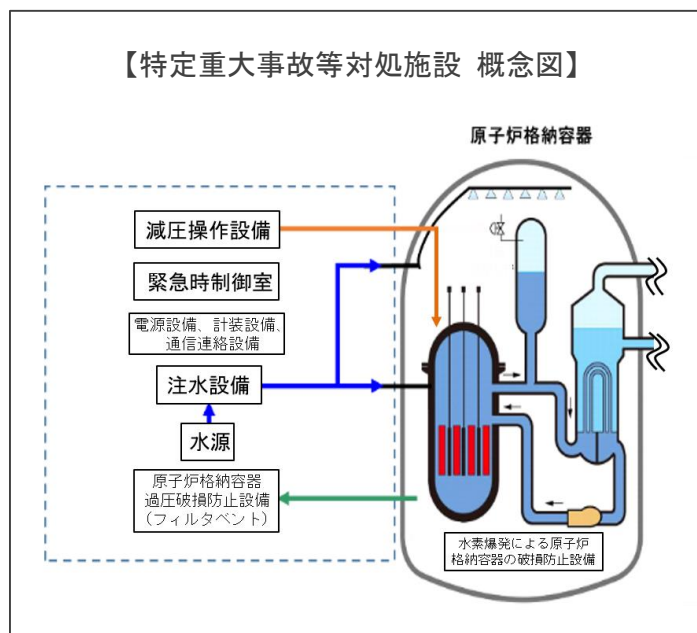 【特定重大事故等対処施設 概念図】
原子炉格納容器
減圧操作設備
緊急時制御室
電源設備、計装設備、
通信連絡設備
注水設備
水源
原子炉格納容器
過圧破損防止設備
(フィルタベント)
水素爆発による原子炉
格納容器の破損防止設備